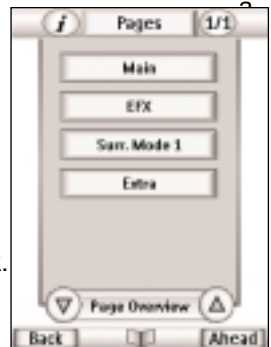 a
i Pages 1/1
Main
EFX
Surr. Mode 1
Extra
.
Page Overview
Back Ahead